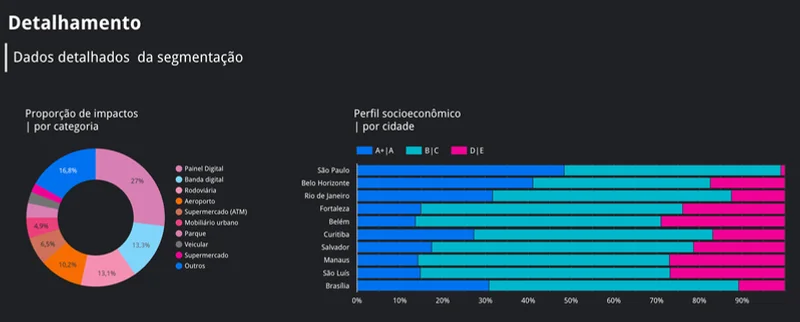 Detalhamento
Dados detalhados da segmentação
Proporção de impactos
| por categoria
16,8%
27%
13,3%
13,1%
10,2%
6,5%
4,9%
Painel Digital
Banda digital
Rodoviária
Aeroporto
Supermercado (ATM)
Mobiliário urbano
Parque
Veicular
Supermercado
Outros
Perfil socioeconômico
| por cidade
A+|A B|C D|E
São Paulo
Belo Horizonte
Rio de Janeiro
Fortaleza
Belém
Curitiba
Salvador
Manaus
São Luís
Brasília
0% 10% 20% 30% 40% 50% 60% 70% 80% 90%